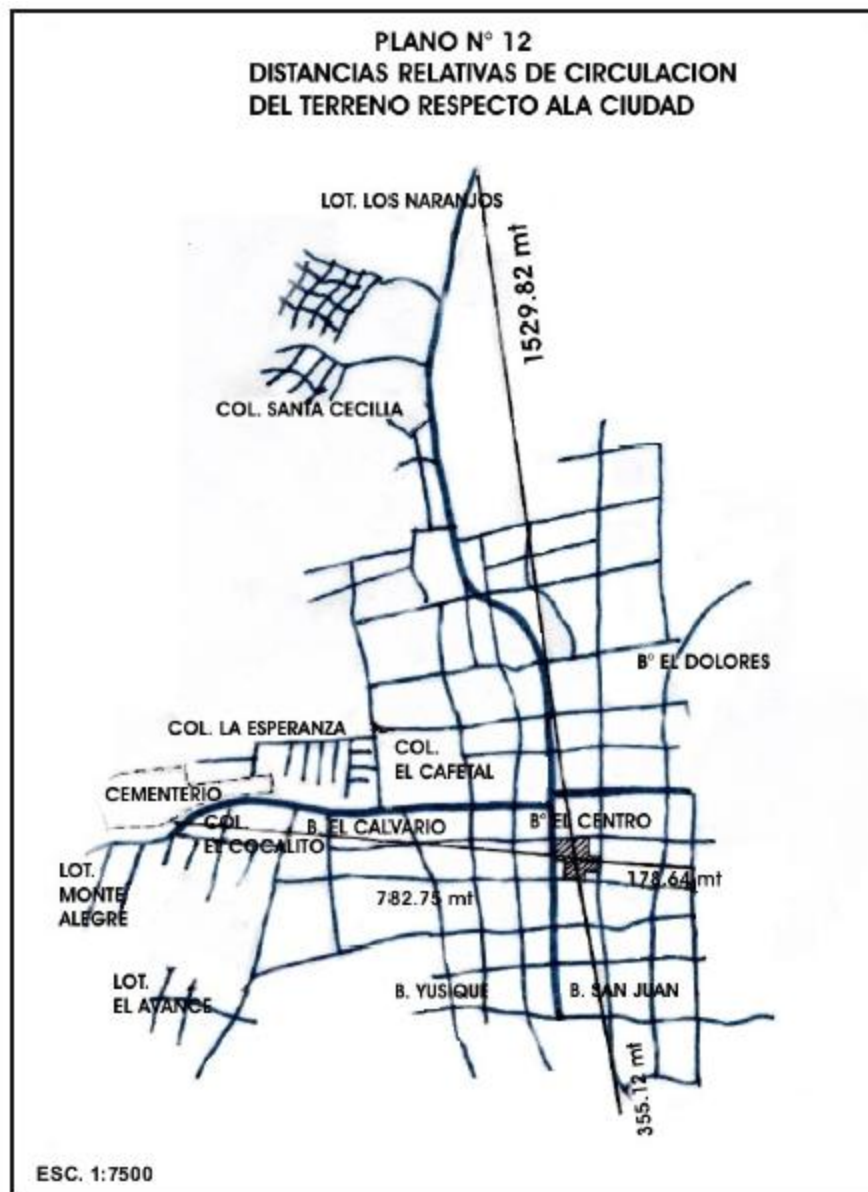 PLANO N° 12
DISTANCIAS RELATIVAS DE CIRCULACION
DEL TERRENO RESPECTO ALA CIUDAD
LOT. LOS NARANJOS
1529.82 mt
COL. SANTA CECILIA
B° EL DOLORES
COL. LA ESPERANZA
COL.
EL CAFETAL
CEMENTERIO
COL.
EL COCALITO
B. EL CALVARIO
B° EL CENTRO
LOT.
MONTE
ALEGRE
782.75 mt
178.64 mt
LOT.
EL AVANCE
B. YUSIQUE
B. SAN JUAN
355.12 mt
ESC. 1:7500